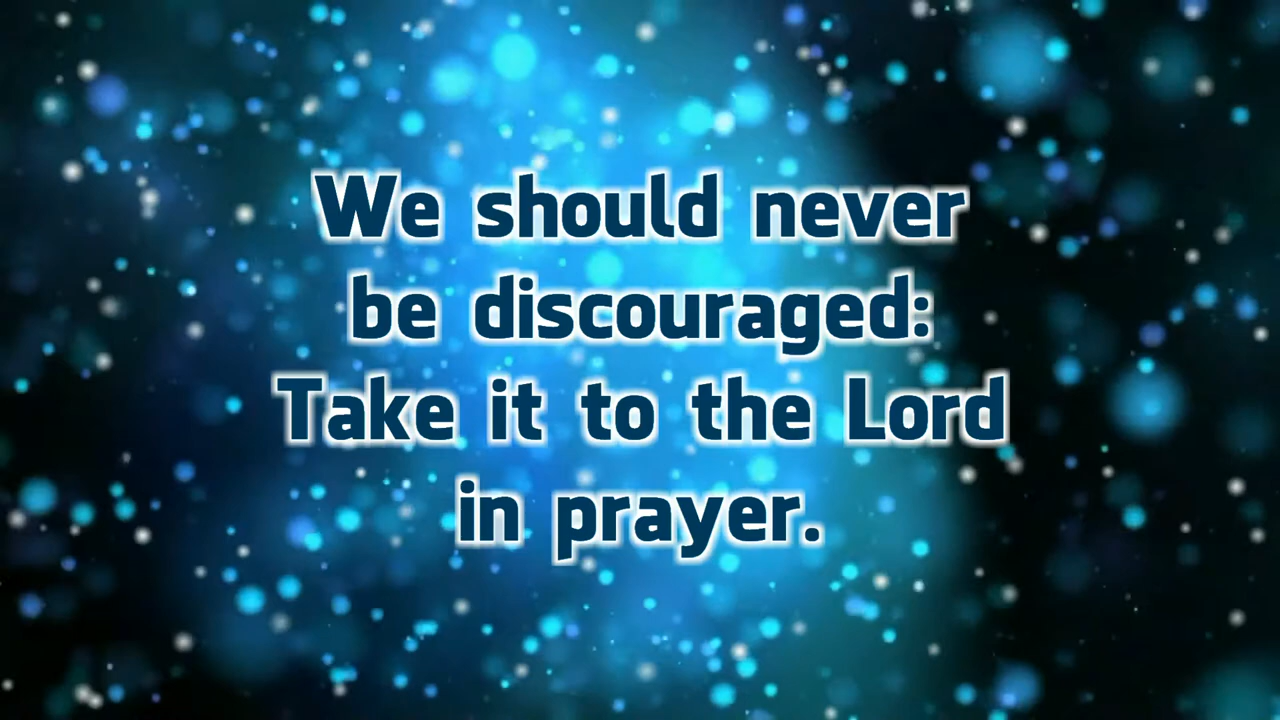 We should never
be discouraged:
Take it to the Lord
in prayer.